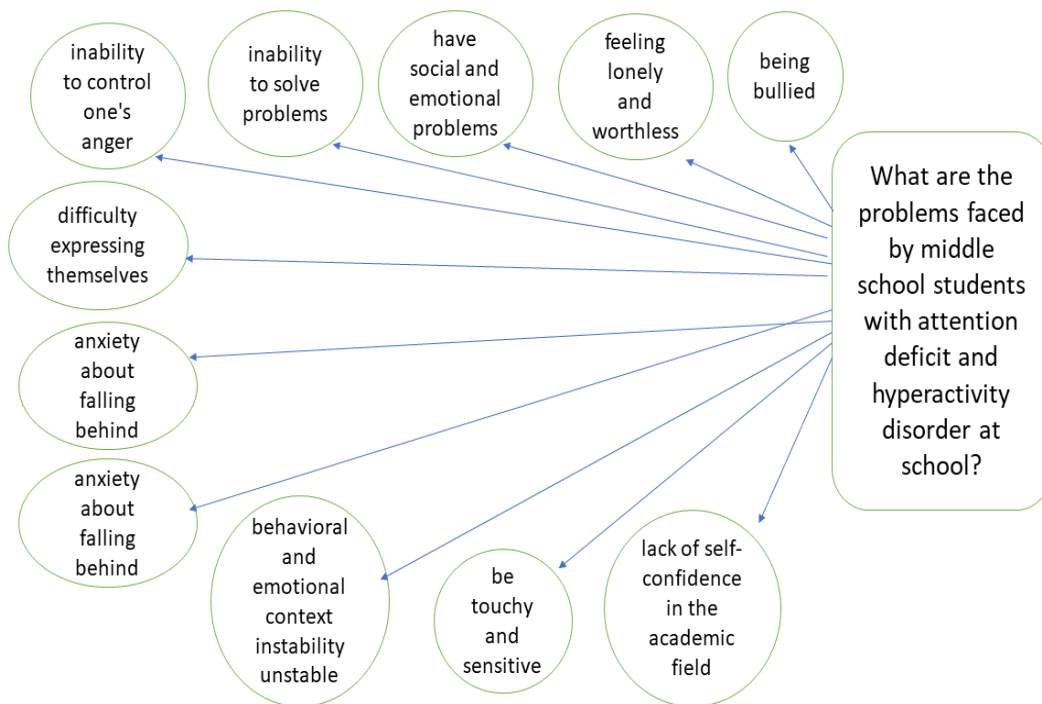 inability
to control
one's
anger
inability
to solve
problems
have
social and
emotional
problems
feeling
lonely
and
worthless
being
bullied
What are the
problems faced
by middle
school students
with attention
deficit and
hyperactivity
disorder at
school?
difficulty
expressing
themselves
anxiety
about
falling
behind
anxiety
about
falling
behind
behavioral
and
emotional
context
instability
unstable
be
touchy
and
sensitive
lack of self-
confidence
in the
academic
field